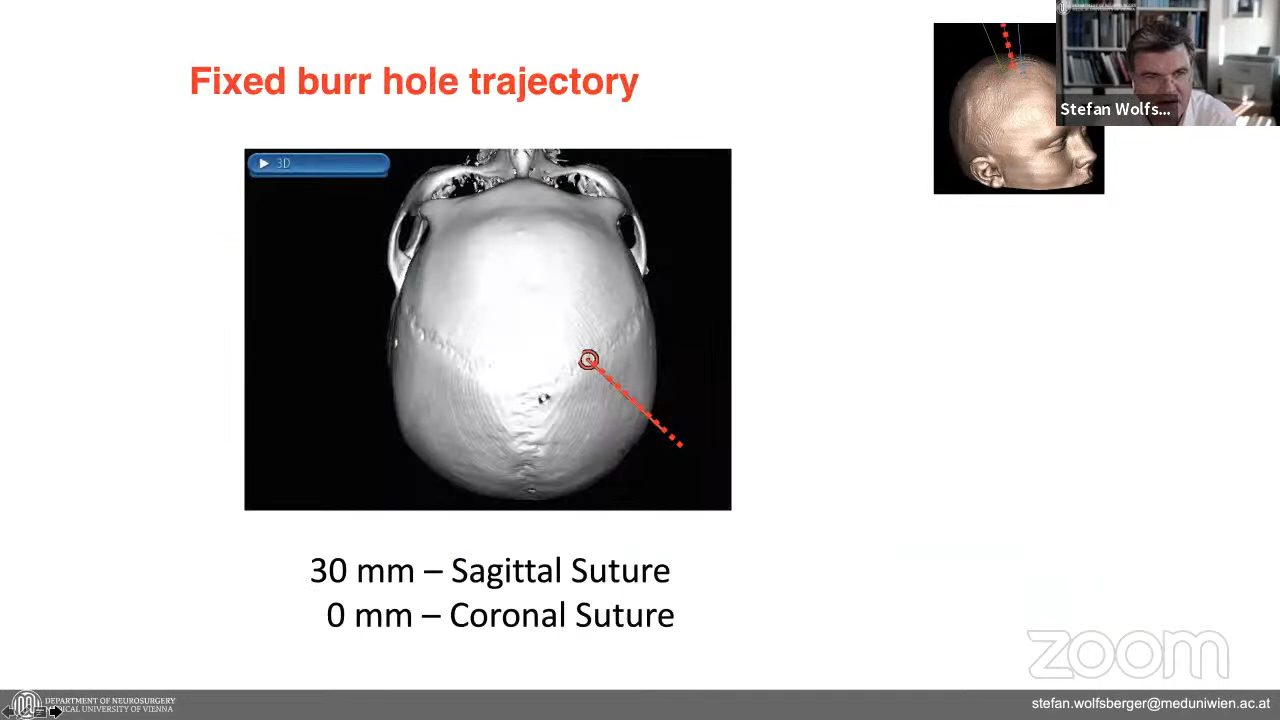 Fixed burr hole trajectory
Stefan Wolfs...
3D
30 mm – Sagittal Suture
0 mm – Coronal Suture
zoom
DEPARTMENT OF NEUROSURGERY
MEDICAL UNIVERSITY OF VIENNA
stefan.wolfsberger@meduniwien.ac.at